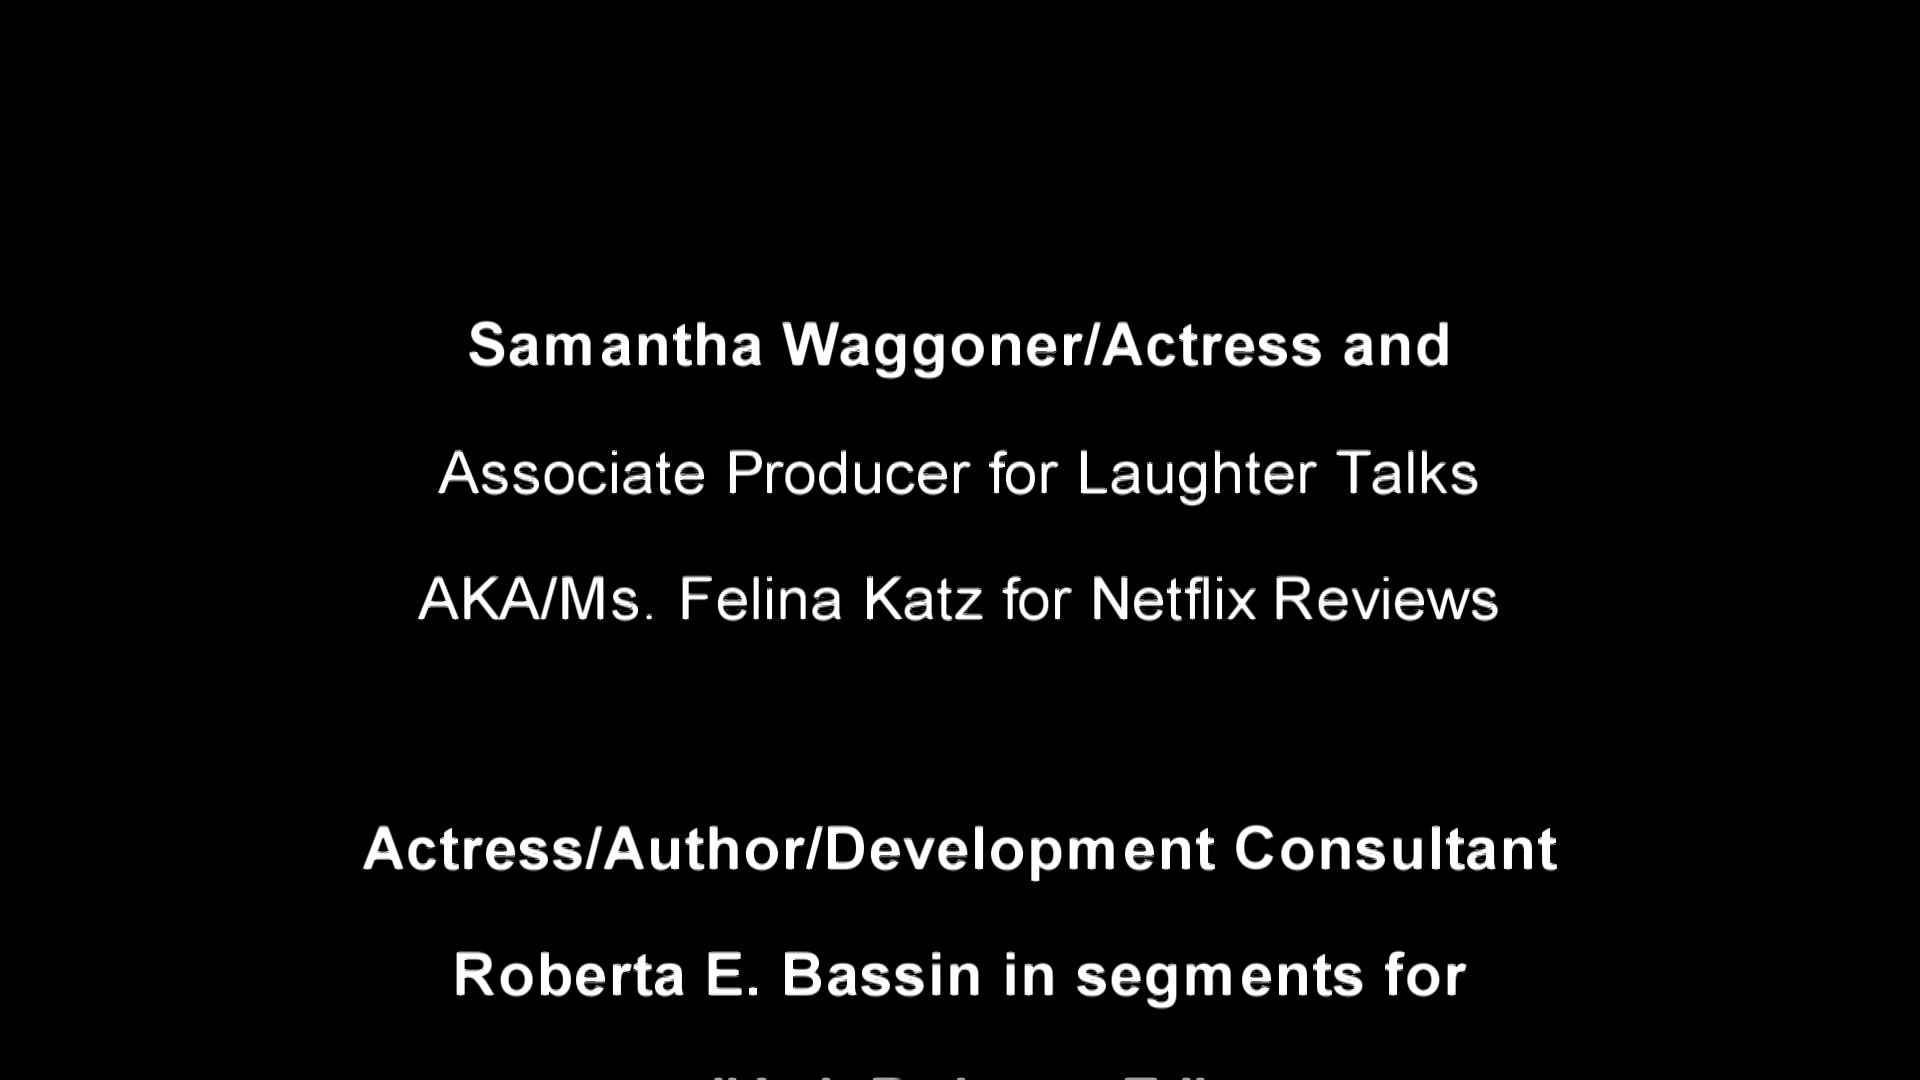 Samantha Waggoner/Actress and
Associate Producer for Laughter Talks
AKA/Ms. Felina Katz for Netflix Reviews
Actress/Author/Development Consultant
Roberta E. Bassin in segments for